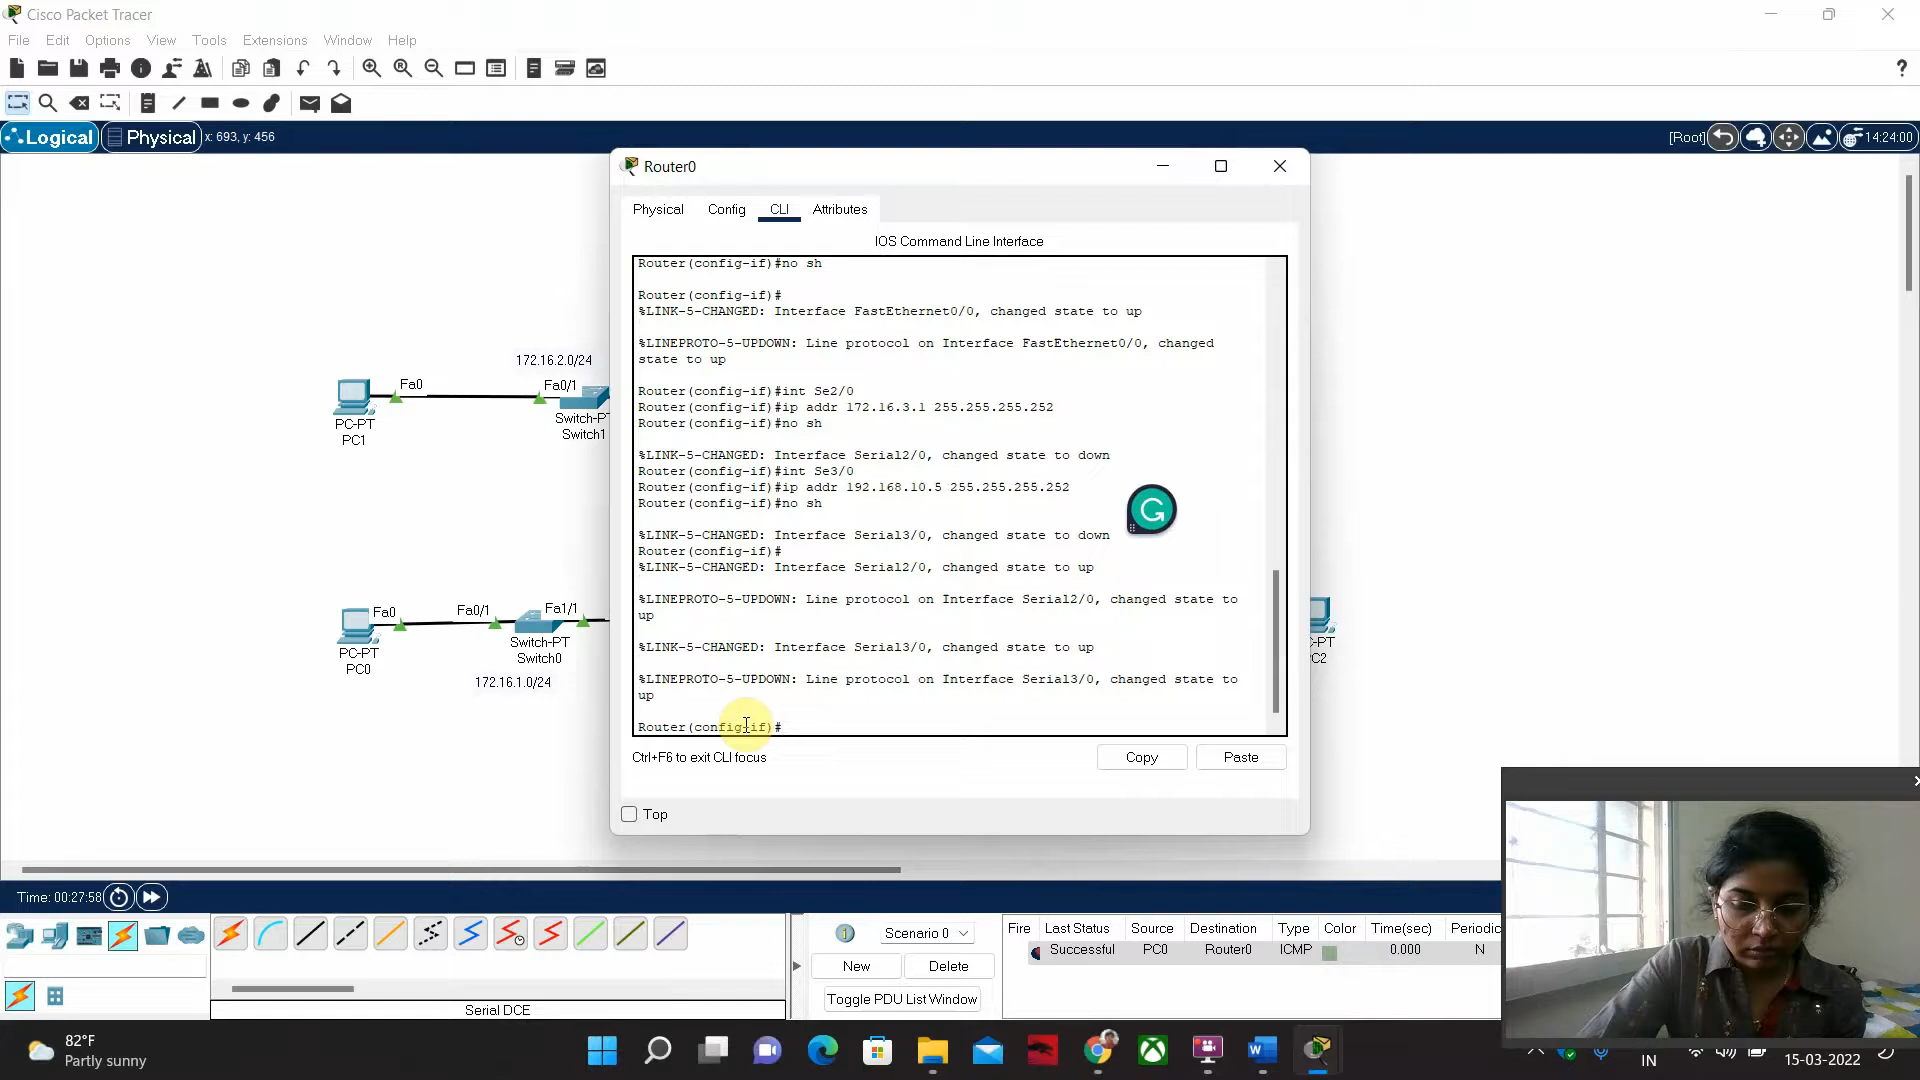 Cisco Packet Tracer
File Edit Options View Tools Extensions Window Help
?
Logical Physical x: 693, y: 456 [Root] 14:24:00
Router0
Physical Config CLI Attributes
IOS Command Line Interface
Router(config-if)#no sh
Router(config-if)#
%LINK-5-CHANGED: Interface FastEthernet0/0, changed state to up
%LINEPROTO-5-UPDOWN: Line protocol on Interface FastEthernet0/0, changed
state to up
Router(config-if)#int Se2/0
Router(config-if)#ip addr 172.16.3.1 255.255.255.252
Router(config-if)#no sh
%LINK-5-CHANGED: Interface Serial2/0, changed state to down
Router(config-if)#int Se3/0
Router(config-if)#ip addr 192.168.10.5 255.255.255.252
Router(config-if)#no sh
%LINK-5-CHANGED: Interface Serial3/0, changed state to down
Router(config-if)#
%LINK-5-CHANGED: Interface Serial2/0, changed state to up
%LINEPROTO-5-UPDOWN: Line protocol on Interface Serial2/0, changed state to
up
%LINK-5-CHANGED: Interface Serial3/0, changed state to up
%LINEPROTO-5-UPDOWN: Line protocol on Interface Serial3/0, changed state to
up
Router(config-if)#
Ctrl+F6 to exit CLI focus
Copy Paste
Top
172.16.2.0/24
Fa0 Fa0/1
PC-PT
PC1
Switch-PT
Switch1
Fa0 Fa0/1 Fa1/1
PC-PT
PC0
Switch-PT
Switch0
172.16.1.0/24
-PT
C2
Time: 00:27:58
Serial DCE
Scenario 0
New Delete
Toggle PDU List Window
Fire Last Status Source Destination Type Color Time(sec) Periodic
Successful PC0 Router0 ICMP 0.000 N
82°F
Partly sunny
IN
15-03-2022